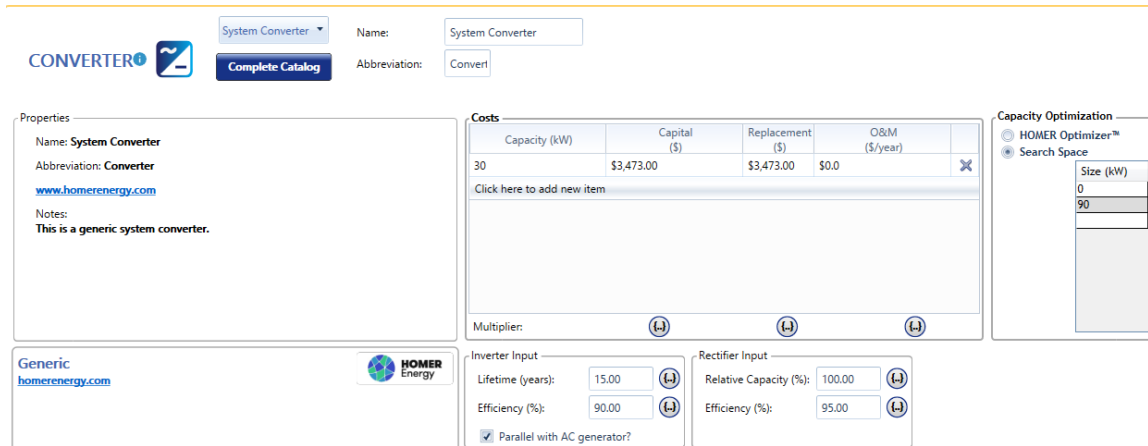 System Converter
Name:
System Converter
CONVERTER
Complete Catalog
Abbreviation:
Convert
Properties
Name: System Converter
Abbreviation: Converter
www.homerenergy.com
Notes:
This is a generic system converter.
Costs
Capacity (kW)
Capital
($)
Replacement
($)
O&M
($/year)
30
$3,473.00
$3,473.00
$0.0
Click here to add new item
Multiplier:
{..}
{..}
{..}
Capacity Optimization
HOMER Optimizer™
Search Space
Size (kW)
0
90
Generic
homerenergy.com
HOMER
Energy
Inverter Input
Lifetime (years):
15.00
{..}
Efficiency (%):
90.00
{..}
Parallel with AC generator?
Rectifier Input
Relative Capacity (%):
100.00
{..}
Efficiency (%):
95.00
{..}